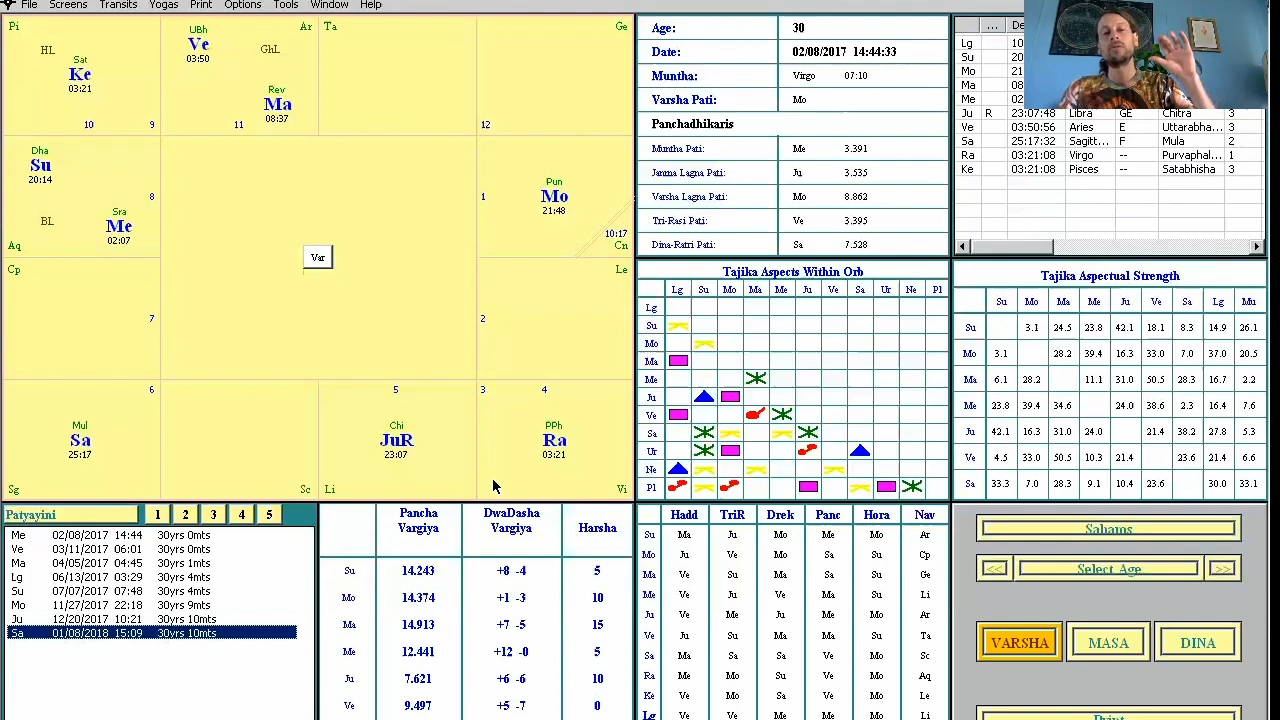 File Screens Transits Yogas Print Options Tools Window Help
Pi Ar Ta Ge
HL
Sat
Ke
03:21
10 9
UBh
Ve
03:50
GhL
Rev
Ma
08:37
11 12
Dha
Su
20:14
8
BL
Sra
Me
02:07
Aq
1
Pun
Mo
21:48
10:17
Cn
Var
Cp Le
7 2
6 5 3 4
Mul
Sa
25:17
Chi
JuR
23:07
PPh
Ra
03:21
Sg Sc Li Vi
Age: 30
Date: 02/08/2017 14:44:33
Muntha: Virgo 07:10
Varsha Pati: Mo
Panchadhikaris
Muntha Pati: Me 3.391
Janma Lagna Pati: Ju 3.535
Varsha Lagna Pati: Mo 8.862
Tri-Rasi Pati: Ve 3.395
Dina-Ratri Pati: Sa 7.528
... De
Lg 10
Su 20
Mo 21
Ma 08
Me 02
Ju R 23:07:48 Libra GE Chitra 3
Ve 03:50:56 Aries E Uttarabha... 3
Sa 25:17:32 Sagitt... F Mula 2
Ra 03:21:08 Virgo -- Purvaphal... 1
Ke 03:21:08 Pisces -- Satabhisha 3
Tajika Aspects Within Orb
Lg Su Mo Ma Me Ju Ve Sa Ur Ne Pl
Lg
Su
Mo
Ma
Me
Ju
Ve
Sa
Ur
Ne
Pl
Tajika Aspectual Strength
Su Mo Ma Me Ju Ve Sa Lg Mu
Su 3.1 24.5 23.8 42.1 18.1 8.3 14.9 26.1
Mo 3.1 28.2 39.4 16.3 33.0 7.0 37.0 20.5
Ma 6.1 28.2 11.1 31.0 50.5 28.3 16.7 2.2
Me 23.8 39.4 34.6 24.0 38.6 2.3 16.4 7.6
Ju 42.1 16.3 31.0 24.0 21.4 38.2 27.8 5.3
Ve 4.5 33.0 50.5 10.3 21.4 23.6 21.4 6.6
Sa 33.3 7.0 28.3 9.1 10.4 23.6 30.0 33.1
Patyayini 1 2 3 4 5
Me 02/08/2017 14:44 30yrs 0mts
Ve 03/11/2017 06:01 30yrs 0mts
Ma 04/05/2017 04:45 30yrs 1mts
Lg 06/13/2017 03:29 30yrs 4mts
Su 07/07/2017 07:48 30yrs 4mts
Mo 11/27/2017 22:18 30yrs 9mts
Ju 12/20/2017 10:21 30yrs 10mts
Sa 01/08/2018 15:09 30yrs 10mts
Pancha Vargiya DwaDasha Vargiya Harsha
Su 14.243 +8 -4 5
Mo 14.374 +1 -3 10
Ma 14.913 +7 -5 15
Me 12.441 +12 -0 5
Ju 7.621 +6 -6 10
Ve 9.497 +5 -7 0
Hadd TriR Drek Panc Hora Nav
Su Ma Ju Mo Me Mo Ar
Mo Ju Ve Mo Sa Su Cp
Ma Ve Su Ma Sa Su Ge
Me Ve Ju Ma Su Mo Li
Ju Ve Me Ju Ma Mo Ar
Ve Ju Su Ma Sa Su Ta
Sa Ma Sa Sa Ve Su Sc
Ra Me Mo Su Me Mo Aq
Ke Ve Mo Sa Ve Mo Le
Lg Ve Me Mo Me Mo Li
Sahams
<< Select Age >>
VARSHA MASA DINA
Print